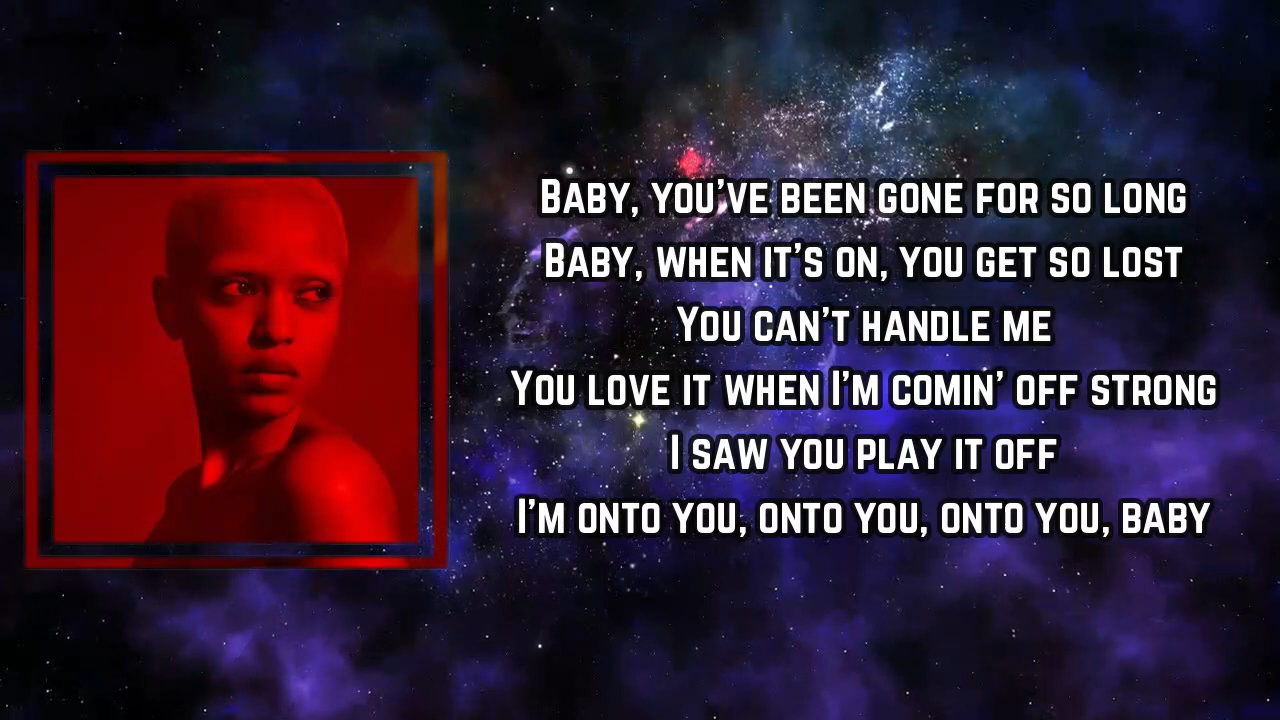 Baby, you've been gone for so long
Baby, when it's on, you get so lost
You can't handle me
You love it when I'm comin' off strong
I saw you play it off
I'm onto you, onto you, onto you, baby